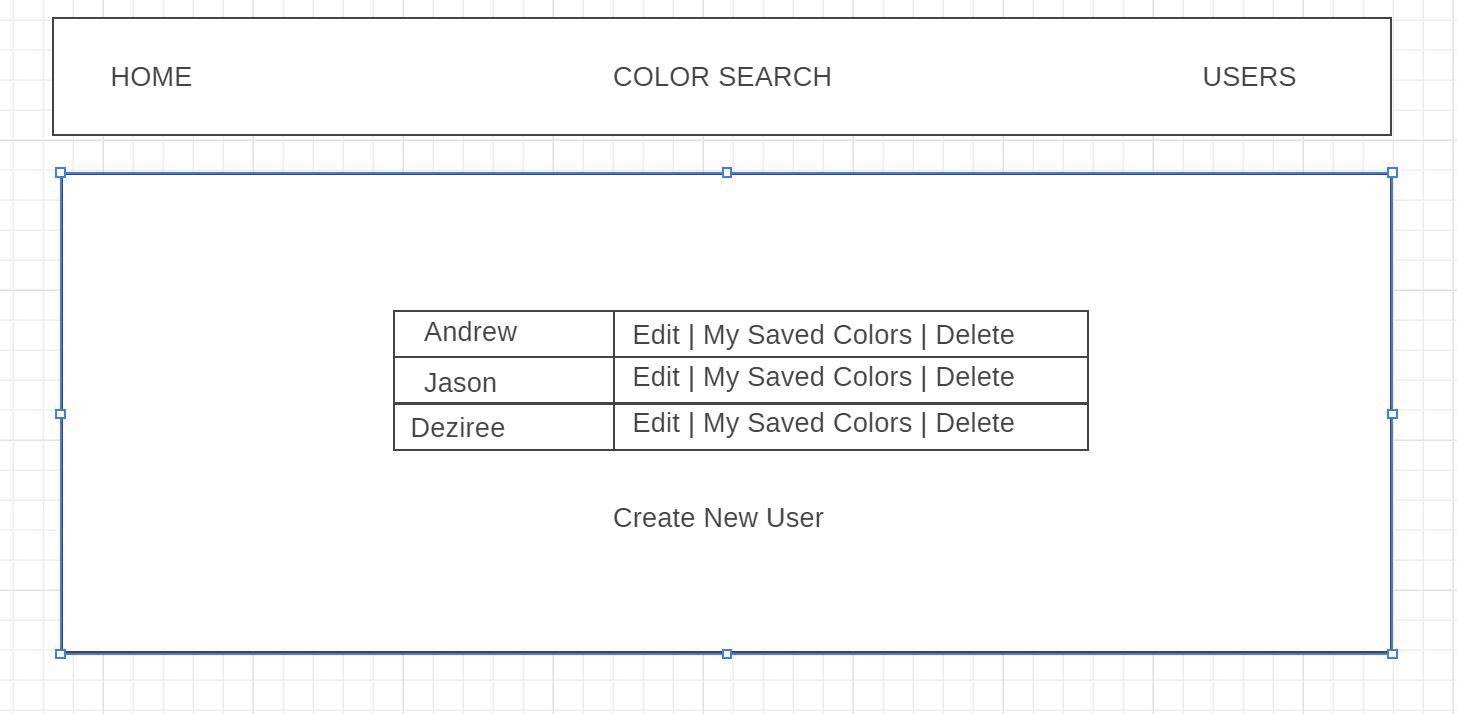 HOME COLOR SEARCH USERS
Andrew Edit | My Saved Colors | Delete
Jason Edit | My Saved Colors | Delete
Deziree Edit | My Saved Colors | Delete
Create New User